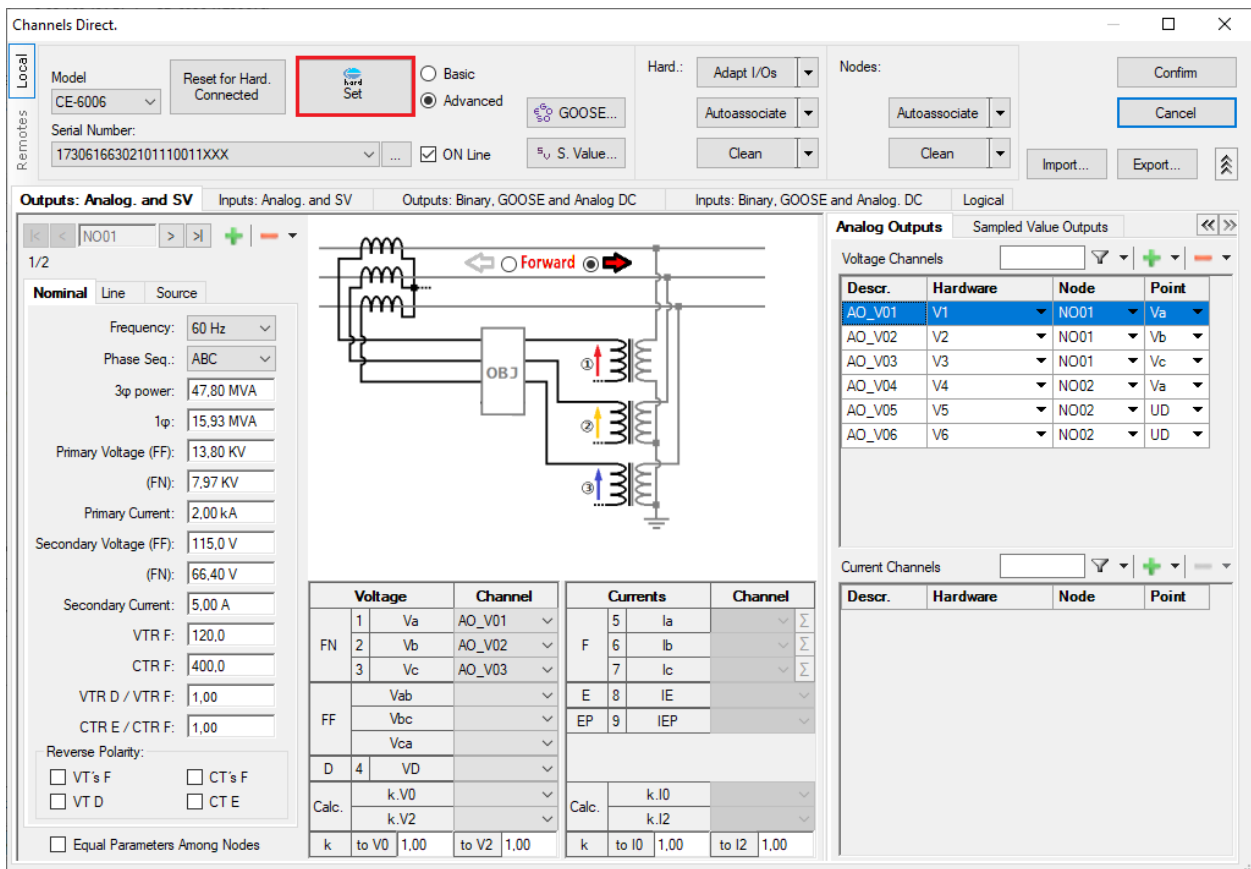 Channels Direct.
Local
Remotes
Model
CE-6006
Reset for Hard.
Connected
hard
Set
Basic
Advanced
ON Line
GOOSE...
S. Value...
Serial Number:
17306166302101110011XXX
...
Hard.:
Adapt I/Os
Autoassociate
Clean
Nodes:
Autoassociate
Clean
Confirm
Cancel
Import...
Export...
Outputs: Analog. and SV
Inputs: Analog. and SV
Outputs: Binary, GOOSE and Analog DC
Inputs: Binary, GOOSE and Analog. DC
Logical
NO01
1/2
Nominal
Line
Source
Frequency: 60 Hz
Phase Seq.: ABC
3φ power: 47,80 MVA
1φ: 15,93 MVA
Primary Voltage (FF): 13,80 KV
(FN): 7,97 KV
Primary Current: 2,00 kA
Secondary Voltage (FF): 115,0 V
(FN): 66,40 V
Secondary Current: 5,00 A
VTR F: 120,0
CTR F: 400,0
VTR D / VTR F: 1,00
CTR E / CTR F: 1,00
Reverse Polarity:
VT's F
CT's F
VT D
CT E
Equal Parameters Among Nodes
Forward
OBJ
①
②
③
Voltage Channel
FN
1 Va AO_V01
2 Vb AO_V02
3 Vc AO_V03
FF
Vab
Vbc
Vca
D 4 VD
Calc.
k.V0
k.V2
k to V0 1,00 to V2 1,00
Currents Channel
F
5 Ia Σ
6 Ib Σ
7 Ic Σ
E 8 IE
EP 9 IEP
Calc.
k.I0
k.I2
k to I0 1,00 to I2 1,00
Analog Outputs
Sampled Value Outputs
Voltage Channels
Descr. Hardware Node Point
AO_V01 V1 NO01 Va
AO_V02 V2 NO01 Vb
AO_V03 V3 NO01 Vc
AO_V04 V4 NO02 Va
AO_V05 V5 NO02 UD
AO_V06 V6 NO02 UD
Current Channels
Descr. Hardware Node Point